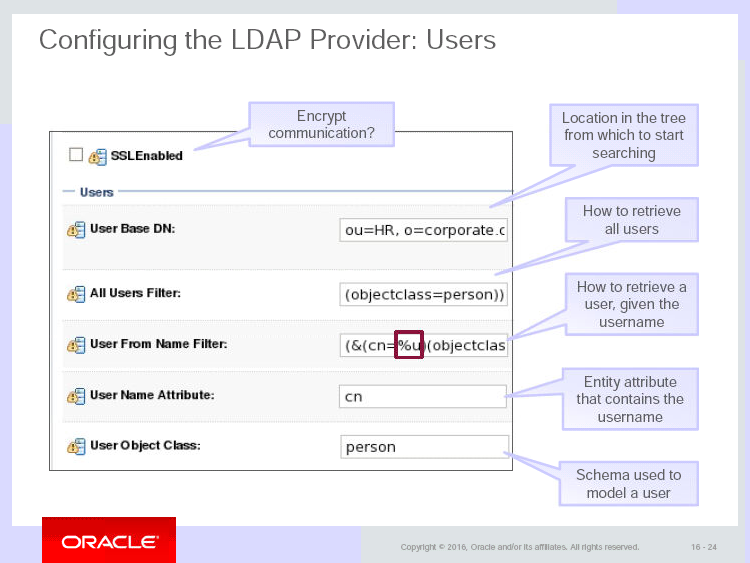 Configuring the LDAP Provider: Users
Encrypt
communication?
Location in the tree
from which to start
searching
SSLEnabled
Users
How to retrieve
all users
User Base DN:
ou=HR, o=corporate.c
All Users Filter:
(objectclass=person))
How to retrieve a
user, given the
username
User From Name Filter:
(&(cn=%u)(objectclas
Entity attribute
that contains the
username
User Name Attribute:
cn
User Object Class:
person
Schema used to
model a user
ORACLE
Copyright © 2016, Oracle and/or its affiliates. All rights reserved.
16 - 24